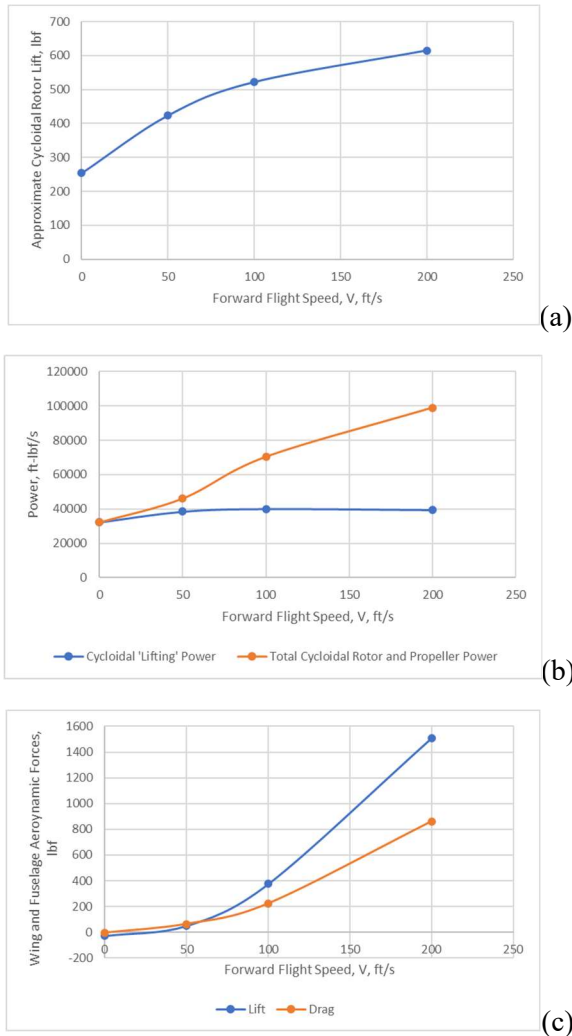 700
600
500
400
300
200
100
0
Approximate Cycloidal Rotor Lift, lbf
0 50 100 150 200 250
Forward Flight Speed, V, ft/s
(a)
120000
100000
80000
60000
40000
20000
0
Power, ft-lbf/s
0 50 100 150 200 250
Forward Flight Speed, V, ft/s
Cycloidal 'Lifting' Power Total Cycloidal Rotor and Propeller Power
(b)
1600
1400
1200
1000
800
600
400
200
0
-200
Wing and Fuselage Aeroynamic Forces,
lbf
0 50 100 150 200 250
Forward Flight Speed, V, ft/s
Lift Drag
(c)